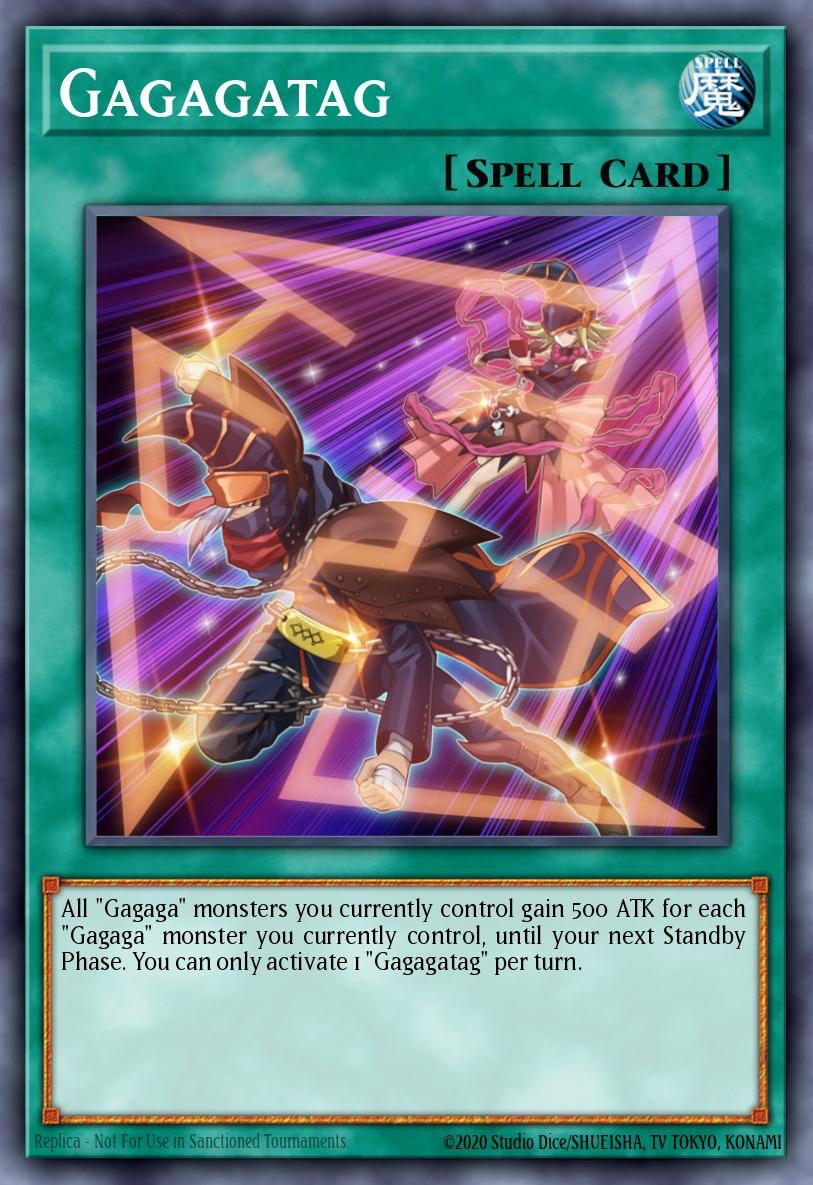 Gagagatag
SPELL
魔
[ Spell Card ]
All "Gagaga" monsters you currently control gain 500 ATK for each
"Gagaga" monster you currently control, until your next Standby
Phase. You can only activate 1 "Gagagatag" per turn.
Replica - Not For Use in Sanctioned Tournaments.
©2020 Studio Dice/SHUEISHA, TV TOKYO, KONAMI